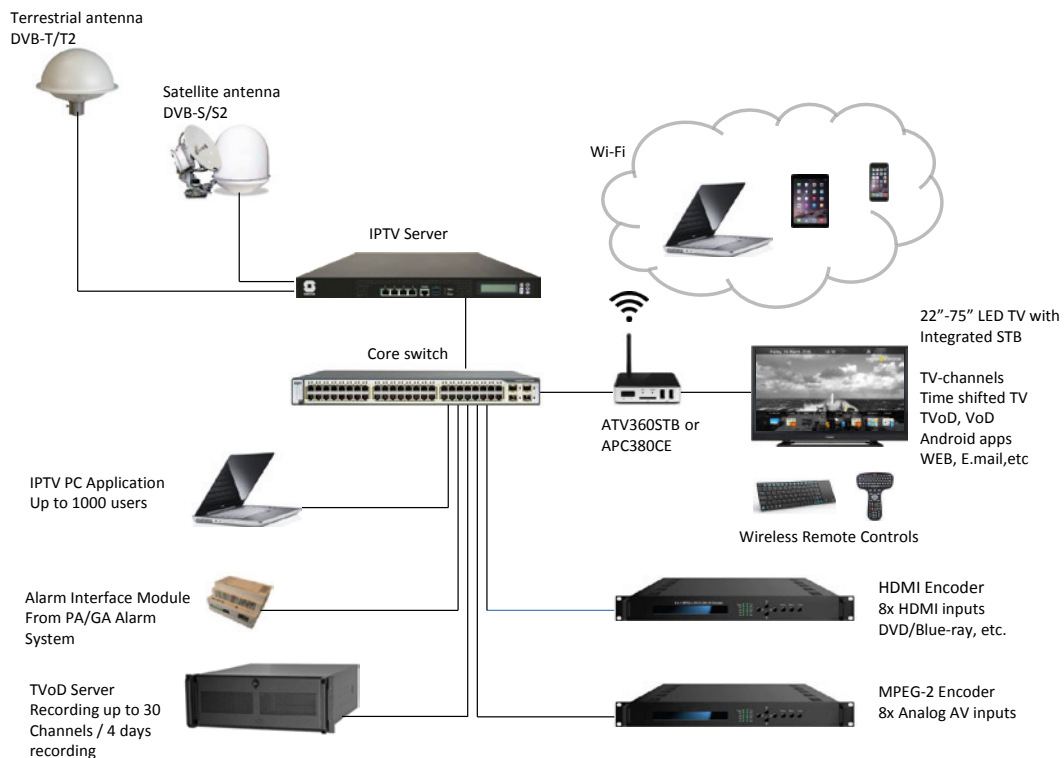 Terrestrial antenna
DVB-T/T2
Satellite antenna
DVB-S/S2
Wi-Fi
IPTV Server
22”-75” LED TV with
Integrated STB
Core switch
TV-channels
Time shifted TV
TVoD, VoD
Android apps
WEB, E.mail,etc
ATV360STB or
APC380CE
IPTV PC Application
Up to 1000 users
Wireless Remote Controls
Alarm Interface Module
From PA/GA Alarm
System
HDMI Encoder
8x HDMI inputs
DVD/Blue-ray, etc.
TVoD Server
Recording up to 30
Channels / 4 days
recording
MPEG-2 Encoder
8x Analog AV inputs